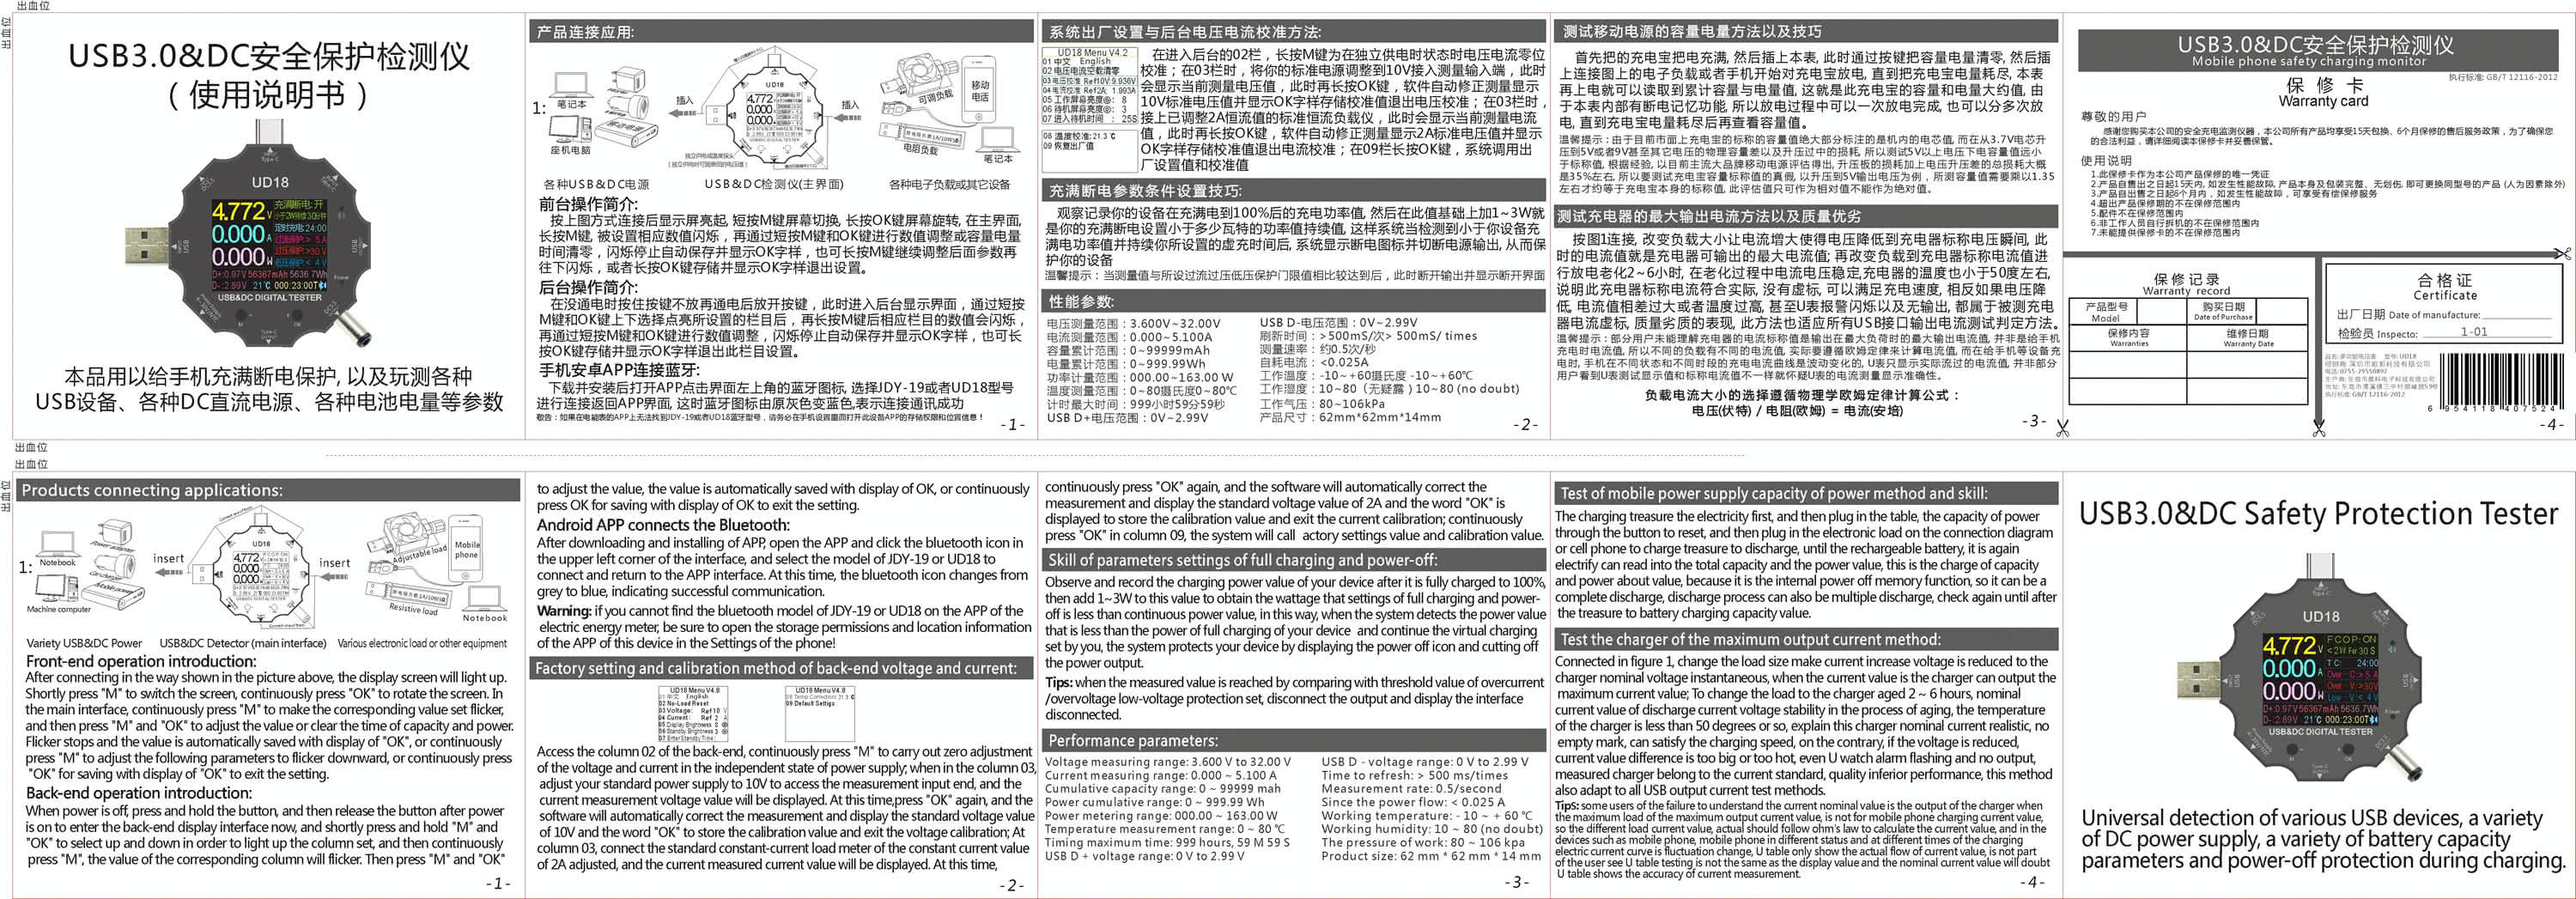 出血位
出血位
USB3.0&DC安全保护检测仪
( 使用说明书 )
Type-C
UD18
4.772V 充满断电:开
小于2W持续30分钟
0.000A 定时充电:24:00
过流保护:> 5 A
0.000W 过压保护:>30 V
低压保护:< 4 V
D+:0.97V 56367mAh 5636.7Wh
D-:2.89V 21℃ 000:23:00T
USB&DC DIGITAL TESTER
M
OK
Type-C
本品用以给手机充满断电保护, 以及玩测各种
USB设备、各种DC直流电源、各种电池电量等参数
产品连接应用:
1:
笔记本
座机电脑
插入
UD18
4.772
0.000
0.000
独立供电或温度探头
(独立供电时可测断回的电压值)
插入
可调负载
移动
电话
电阻负载
笔记本
各种USB&DC电源
USB&DC检测仪(主界面)
各种电子负载或其它设备
前台操作简介:
按上图方式连接后显示屏亮起, 短按M键屏幕切换, 长按OK键屏幕旋转, 在主界面,
长按M键, 被设置相应数值闪烁，再通过短按M键和OK键进行数值调整或容量电量
时间清零，闪烁停止自动保存并显示OK字样，也可长按M键继续调整后面参数再
往下闪烁，或者长按OK键存储并显示OK字样退出设置。
后台操作简介:
在没通电时按住按键不放再通电后放开按键，此时进入后台显示界面，通过短按
M键和OK键上下选择点亮所设置的栏目后，再长按M键后相应栏目的数值会闪烁，
再通过短按M键和OK键进行数值调整，闪烁停止自动保存并显示OK字样，也可长
按OK键存储并显示OK字样退出此栏目设置。
手机安卓APP连接蓝牙:
下载并安装后打开APP点击界面左上角的蓝牙图标, 选择JDY-19或者UD18型号
进行连接返回APP界面, 这时蓝牙图标由原灰色变蓝色,表示连接通讯成功
敬告：如果在电能表的APP上无法找到JDY-19或者UD18蓝牙型号，请务必在手机设置里面打开此设备APP的存储权限和位置信息！
-1-
系统出厂设置与后台电压电流校准方法:
UD18 Menu V4.2
01 中文 English
02 电压电流空载清零
03 电压校准 Ref10V:9.936V
04 电流校准 Ref2A: 1.993A
05 工作屏幕亮度◎: 8
06 待机屏幕亮度◎: 3
07 进入待机时间 : 25S
08 温度校准:21.3 ℃
09 恢复出厂值
在进入后台的02栏，长按M键为在独立供电时状态时电压电流零位
校准；在03栏时，将你的标准电源调整到10V接入测量输入端，此时
会显示当前测量电压值，此时再长按OK键，软件自动修正测量显示
10V标准电压值并显示OK字样存储校准值退出电压校准；在03栏时，
接上已调整2A恒流值的标准恒流负载仪，此时会显示当前测量电流
值，此时再长按OK键，软件自动修正测量显示2A标准电压值并显示
OK字样存储校准值退出电流校准；在09栏长按OK键，系统调用出
厂设置值和校准值
充满断电参数条件设置技巧:
观察记录你的设备在充满电到100%后的充电功率值, 然后在此值基础上加1~3W就
是你的充满断电设置小于多少瓦特的功率值持续值, 这样系统当检测到小于你设备充
满电功率值并持续你所设置的虚充时间后, 系统显示断电图标并切断电源输出, 从而保
护你的设备
温馨提示：当测量值与所设过流过压低压保护门限值相比较达到后，此时断开输出并显示断开界面
性能参数:
电压测量范围：3.600V~32.00V
电流测量范围：0.000~5.100A
容量累计范围：0~99999mAh
电量累计范围：0~999.99Wh
功率计量范围：000.00~163.00 W
温度测量范围：0~80摄氏度0~80℃
计时最大时间：999小时59分59秒
USB D+电压范围：0V~2.99V
USB D-电压范围：0V~2.99V
刷新时间：>500mS/次> 500mS/ times
测量速率：约0.5次/秒
自耗电流：<0.025A
工作温度：-10~+60摄氏度 -10~+60℃
工作湿度：10~80（无疑露）10~80 (no doubt)
工作气压：80~106kPa
产品尺寸：62mm*62mm*14mm
-2-
测试移动电源的容量电量方法以及技巧
首先把的充电宝把电充满, 然后插上本表, 此时通过按键把容量电量清零, 然后插
上连接图上的电子负载或者手机开始对充电宝放电, 直到把充电宝电量耗尽, 本表
再上电就可以读取到累计容量与电量值, 这就是此充电宝的容量和电量大约值, 由
于本表内部有断电记忆功能, 所以放电过程中可以一次放电完成, 也可以分多次放
电, 直到充电宝电量耗尽后再查看容量值。
温馨提示：由于目前市面上充电宝的标称的容量值绝大部分标注的是机内的电芯值, 而在从3.7V电芯升
压到5V或者9V甚至其它电压的物理容量差以及升压过中的损耗, 所以测试5V以上电压下电容量值远小
于标称值, 根据经验, 以目前主流大品牌移动电源评估得出, 升压板的损耗加上电压升压差的总损耗大概
是35%左右, 所以要测试充电宝容量标称值的真假, 以升压到5V输出电压为例，所测容量值需要乘以1.35
左右才约等于充电宝本身的标称值, 此评估值只可作为相对值不能作为绝对值。
测试充电器的最大输出电流方法以及质量优劣
按图1连接, 改变负载大小让电流增大使得电压降低到充电器标称电压瞬间, 此
时的电流值就是充电器可输出的最大电流值; 再改变负载到充电器标称电流值进
行放电老化2~6小时, 在老化过程中电流电压稳定,充电器的温度也小于50度左右,
说明此充电器标称电流符合实际, 没有虚标, 可以满足充电速度, 相反如果电压降
低, 电流值相差过大或者温度过高, 甚至U表报警闪烁以及无输出, 都属于被测充电
器电流虚标, 质量劣质的表现, 此方法也适应所有USB接口输出电流测试判定方法。
温馨提示：部分用户未能理解充电器的电流标称值是输出在最大负荷时的最大输出电流值, 并非是给手机
充电时电流值, 所以不同的负载有不同的电流值, 实际要遵循欧姆定律来计算电流值, 而在给手机等设备充
电时, 手机在不同状态和不同时段的充电电流曲线是波动变化的, U表只显示实际流过的电流值, 并非部分
用户看到U表测试显示值和标称电流值不一样就不疑U表的电流测量显示准确性。
负载电流大小的选择遵循物理学欧姆定律计算公式：
电压(伏特) / 电阻(欧姆) = 电流(安培)
-3-
USB3.0&DC安全保护检测仪
Mobile phone safety charging monitor
保 修 卡
执行标准: GB/T 12116-2012
Warranty card
尊敬的用户
感谢您购买本公司的安全充电监测仪器，本公司所有产品均享受15天包换、6个月保修的售后服务政策，为了确保您
的合法利益，请详细阅读本保修卡并妥善保管。
使用说明
1.此保修卡作为本公司产品保修的唯一凭证
2.产品自售出之日起15天内, 如发生性能故障, 产品本身及包装完整、无划伤, 即可更换同型号的产品 (人为因素除外)
3.产品自出售之日起6个月内，如发生性能故障，可享受有偿保修服务
4.超出产品保修期的不在保修范围内
5.配件不在保修范围内
6.非工作人员自行拆机的不在保修范围内
7.未能提供保修卡的不在保修范围内
保修记录
Warranty record
产品型号
Model
购买日期
Date of Purchase
保修内容
Warranties
维修日期
Warranty Date
合格证
Certificate
出厂日期 Date of manufacture:
检验员 Inspecto: 1-01
品名: 多功能电压表 型号: UD18
电话: 0755-29550897
执行标准: GB/T 12116-2012
6 954118 407524
-4-
出血位
出血位
出血位
Products connecting applications:
1:
Notebook
Machine computer
Power adapter
insert
UD18
4.772
0.000
0.000
insert
Adjustable load
Mobile
phone
Resistive load
Notebook
Variety USB&DC Power
USB&DC Detector (main interface)
Various electronic load or other equipment
Front-end operation introduction:
After connecting in the way shown in the picture above, the display screen will light up.
Shortly press "M" to switch the screen, continuously press "OK" to rotate the screen. In
the main interface, continuously press "M" to make the corresponding value set flicker,
and then press "M" and "OK" to adjust the value or clear the time of capacity and power.
Flicker stops and the value is automatically saved with display of "OK", or continuously
press "M" to adjust the following parameters to flicker downward, or continuously press
"OK" for saving with display of "OK" to exit the setting.
Back-end operation introduction:
When power is off, press and hold the button, and then release the button after power
is on to enter the back-end display interface now, and shortly press and hold "M" and
"OK" to select up and down in order to light up the column set, and then continuously
press "M", the value of the corresponding column will flicker. Then press "M" and "OK"
-1-
to adjust the value, the value is automatically saved with display of OK, or continuously
press OK for saving with display of OK to exit the setting.
Android APP connects the Bluetooth:
After downloading and installing of APP, open the APP and click the bluetooth icon in
the upper left corner of the interface, and select the model of JDY-19 or UD18 to
connect and return to the APP interface. At this time, the bluetooth icon changes from
grey to blue, indicating successful communication.
Warning: if you cannot find the bluetooth model of JDY-19 or UD18 on the APP of the
electric energy meter, be sure to open the storage permissions and location information
of the APP of this device in the Settings of the phone!
Factory setting and calibration method of back-end voltage and current:
UD18 Menu V4.8
01 中文 English
02 No-Load Reset
03 Voltage: Ref10 V
04 Current: Ref 2 A
05 Display Brightness 8
06 Standby Brightness 3
07 Enter Standby Time
UD18 Menu V4.8
09 Default Settigs
Access the column 02 of the back-end, continuously press "M" to carry out zero adjustment
of the voltage and current in the independent state of power supply; when in the column 03,
adjust your standard power supply to 10V to access the measurement input end, and the
current measurement voltage value will be displayed. At this time,press "OK" again, and the
software will automatically correct the measurement and display the standard voltage value
of 10V and the word "OK" to store the calibration value and exit the voltage calibration; At
column 03, connect the standard constant-current load meter of the constant current value
of 2A adjusted, and the current measured current value will be displayed. At this time,
-2-
continuously press "OK" again, and the software will automatically correct the
measurement and display the standard voltage value of 2A and the word "OK" is
displayed to store the calibration value and exit the current calibration; continuously
press "OK" in column 09, the system will call actory settings value and calibration value.
Skill of parameters settings of full charging and power-off:
Observe and record the charging power value of your device after it is fully charged to 100%,
then add 1~3W to this value to obtain the wattage that settings of full charging and power-
off is less than continuous power value, in this way, when the system detects the power value
that is less than the power of full charging of your device and continue the virtual charging
set by you, the system protects your device by displaying the power off icon and cutting off
the power output.
Tips: when the measured value is reached by comparing with threshold value of overcurrent
/overvoltage low-voltage protection set, disconnect the output and display the interface
disconnected.
Performance parameters:
Voltage measuring range: 3.600 V to 32.00 V
Current measuring range: 0.000 ~ 5.100 A
Cumulative capacity range: 0 ~ 99999 mah
Power cumulative range: 0 ~ 999.99 Wh
Power metering range: 000.00 ~ 163.00 W
Temperature measurement range: 0 ~ 80 ℃
Timing maximum time: 999 hours, 59 M 59 S
USB D + voltage range: 0 V to 2.99 V
USB D - voltage range: 0 V to 2.99 V
Time to refresh: > 500 ms/times
Measurement rate: 0.5/second
Since the power flow: < 0.025 A
Working temperature: - 10 ~ + 60 ℃
Working humidity: 10 ~ 80 (no doubt)
The pressure of work: 80 ~ 106 kpa
Product size: 62 mm * 62 mm * 14 mm
-3-
Test of mobile power supply capacity of power method and skill:
The charging treasure the electricity first, and then plug in the table, the capacity of power
through the button to reset, and then plug in the electronic load on the connection diagram
or cell phone to charge treasure to discharge, until the rechargeable battery, it is again
electrify can read into the total capacity and the power value, this is the charge of capacity
and power about value, because it is the internal power off memory function, so it can be a
complete discharge, discharge process can also be multiple discharge, check again until after
the treasure to battery charging capacity value.
Test the charger of the maximum output current method:
Connected in figure 1, change the load size make current increase voltage is reduced to the
charger nominal voltage instantaneous, when the current value is the charger can output the
maximum current value; To change the load to the charger aged 2 ~ 6 hours, nominal
current value of discharge current voltage stability in the process of aging, the temperature
of the charger is less than 50 degrees or so, explain this charger nominal current realistic, no
empty mark, can satisfy the charging speed, on the contrary, if the voltage is reduced,
current value difference is too big or too hot, even U watch alarm flashing and no output,
measured charger belong to the current standard, quality inferior performance, this method
also adapt to all USB output current test methods.
Tips: some users of the failure to understand the current nominal value is the output of the charger when
the maximum load of the maximum output current value, is not for mobile phone charging current value,
so the different load current value, actual should follow ohm's law to calculate the current value, and in the
devices such as mobile phone, mobile phone in different status and at different times of the charging
electric current curve is fluctuation change, U table only show the actual flow of current value, is not part
of the user see U table testing is not the same as the display value and the nominal current value will doubt
U table shows the accuracy of current measurement.
-4-
USB3.0&DC Safety Protection Tester
Type-C
UD18
4.772V F C O P: ON
< 2W For 30 S
0.000A T C: 24:00
Over C:> 5 A
0.000W Over V:>30V
Low V:< 4 V
D+:0.97V 56367mAh 5636.7Wh
D-:2.89V 21℃ 000:23:00T
USB&DC DIGITAL TESTER
M
OK
Type-C
Universal detection of various USB devices, a variety
of DC power supply, a variety of battery capacity
parameters and power-off protection during charging.